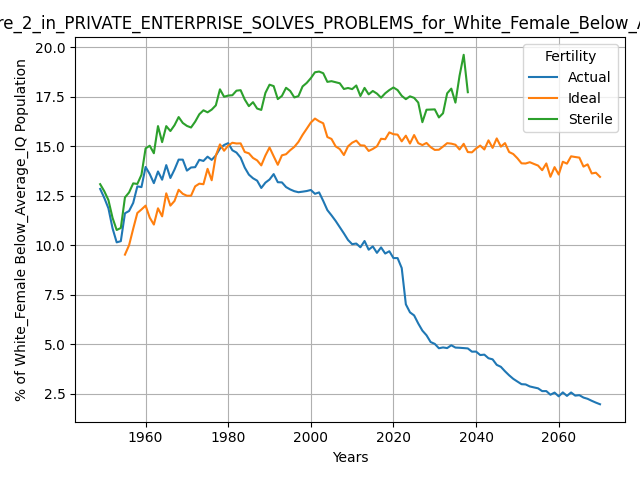 re_2_in_PRIVATE_ENTERPRISE_SOLVES_PROBLEMS_for_White_Female_Below_A
Fertility
Actual
Ideal
Sterile
% of White_Female Below_Average_IQ Population
20.0
17.5
15.0
12.5
10.0
7.5
5.0
2.5
1960 1980 2000 2020 2040 2060
Years